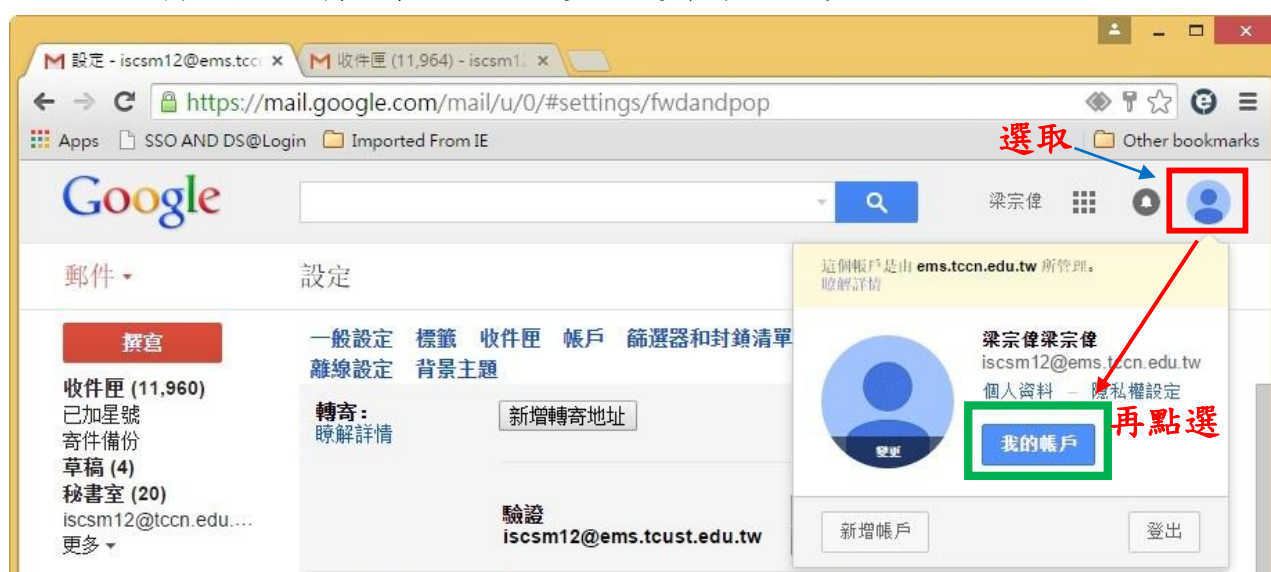 設定 - iscsm12@ems.tcc
收件匣 (11,964) - iscsm1
https://mail.google.com/mail/u/0/#settings/fwdandpop
Apps
SSO AND DS@Login
Imported From IE
Other bookmarks
選取
Google
梁宗偉
郵件
設定
這個帳戶是由 ems.tccn.edu.tw 所管理。
瞭解詳情
撰寫
一般設定 標籤 收件匣 帳戶 篩選器和封鎖清單
離線設定 背景主題
梁宗偉梁宗偉
iscsm12@ems.tccn.edu.tw
個人資料 – 隱私權設定
我的帳戶
再點選
變更
收件匣 (11,960)
已加星號
寄件備份
草稿 (4)
秘書室 (20)
iscsm12@tccn.edu....
更多
轉寄：
瞭解詳情
新增轉寄地址
驗證
iscsm12@ems.tcust.edu.tw
新增帳戶
登出